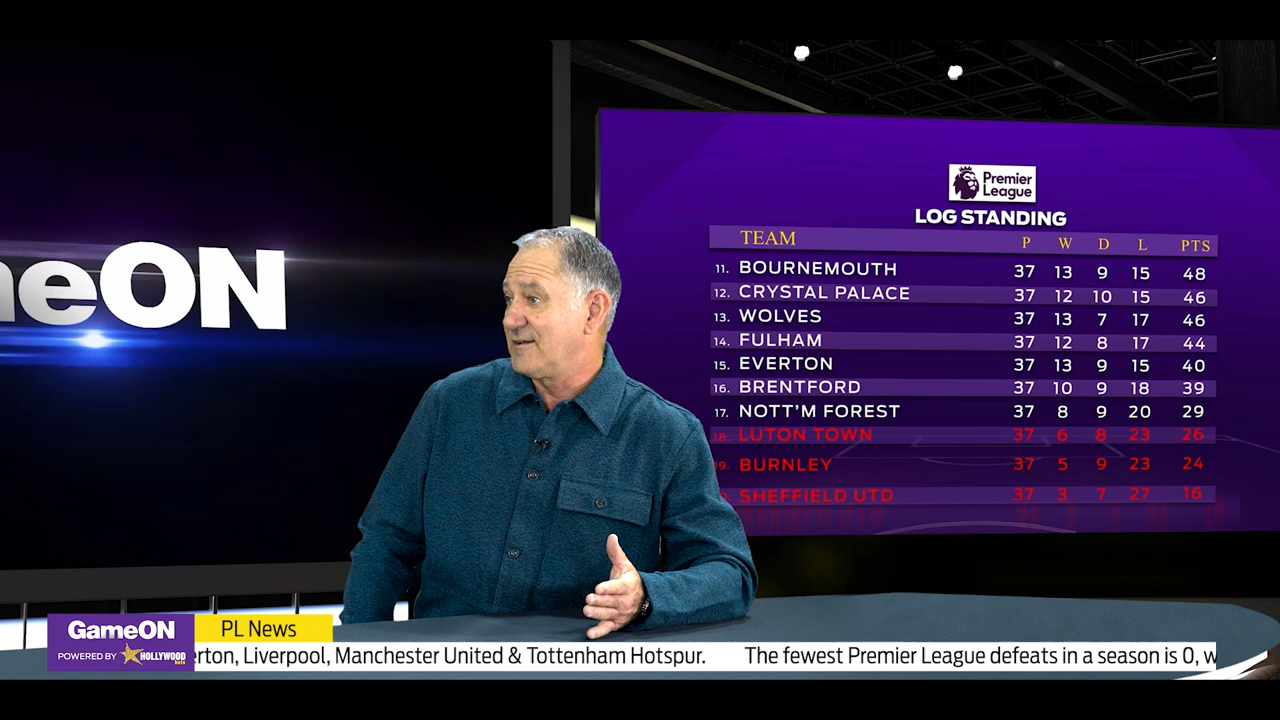 eON
Premier
League
LOG STANDING
TEAM P W D L PTS
11. BOURNEMOUTH 37 13 9 15 48
12. CRYSTAL PALACE 37 12 10 15 46
13. WOLVES 37 13 7 17 46
14. FULHAM 37 12 8 17 44
15. EVERTON 37 13 9 15 40
16. BRENTFORD 37 10 9 18 39
17. NOTT'M FOREST 37 8 9 20 29
18. LUTON TOWN 37 6 8 23 26
19. BURNLEY 37 5 9 23 24
SHEFFIELD UTD 37 3 7 27 16
GameON PL News
POWERED BY HOLLYWOOD bets
erton, Liverpool, Manchester United & Tottenham Hotspur. The fewest Premier League defeats in a season is 0, w